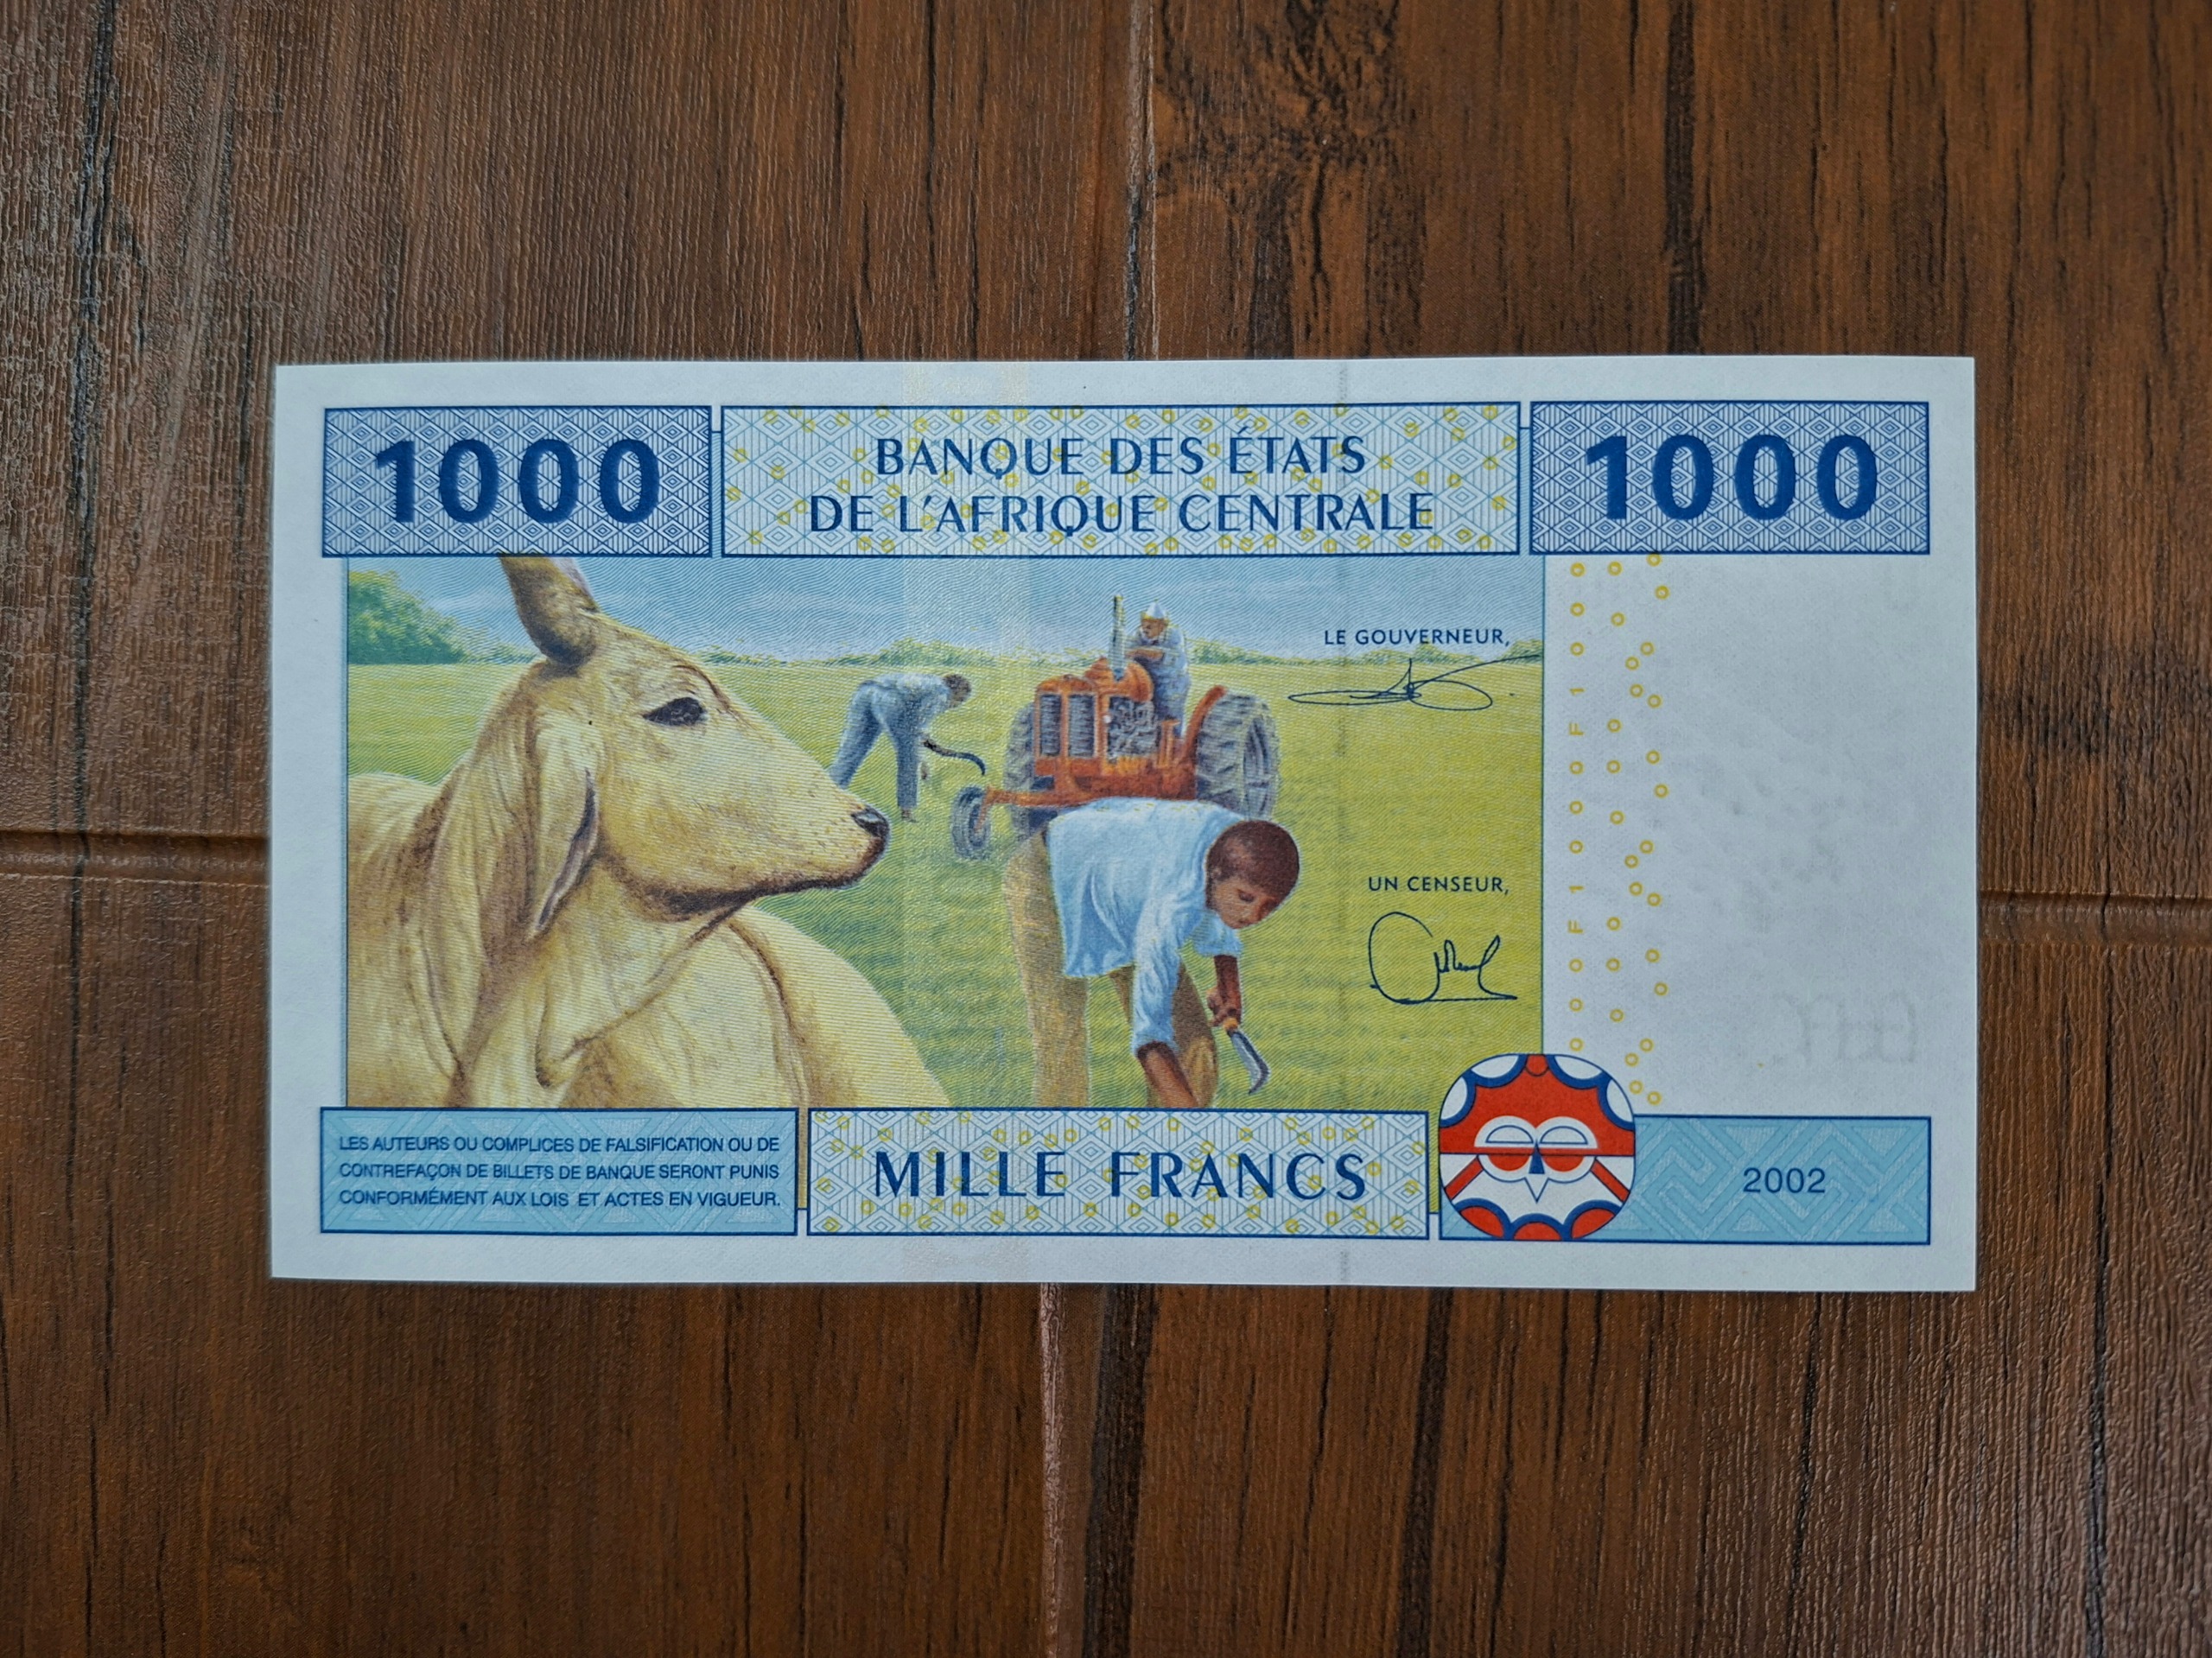 1000
BANQUE DES ÉTATS
DE L'AFRIQUE CENTRALE
1000
LE GOUVERNEUR,
UN CENSEUR,
1000F1000F1000
LES AUTEURS OU COMPLICES DE FALSIFICATION OU DE
CONTREFAÇON DE BILLETS DE BANQUE SERONT PUNIS
CONFORMÉMENT AUX LOIS ET ACTES EN VIGUEUR.
MILLE FRANCS
2002